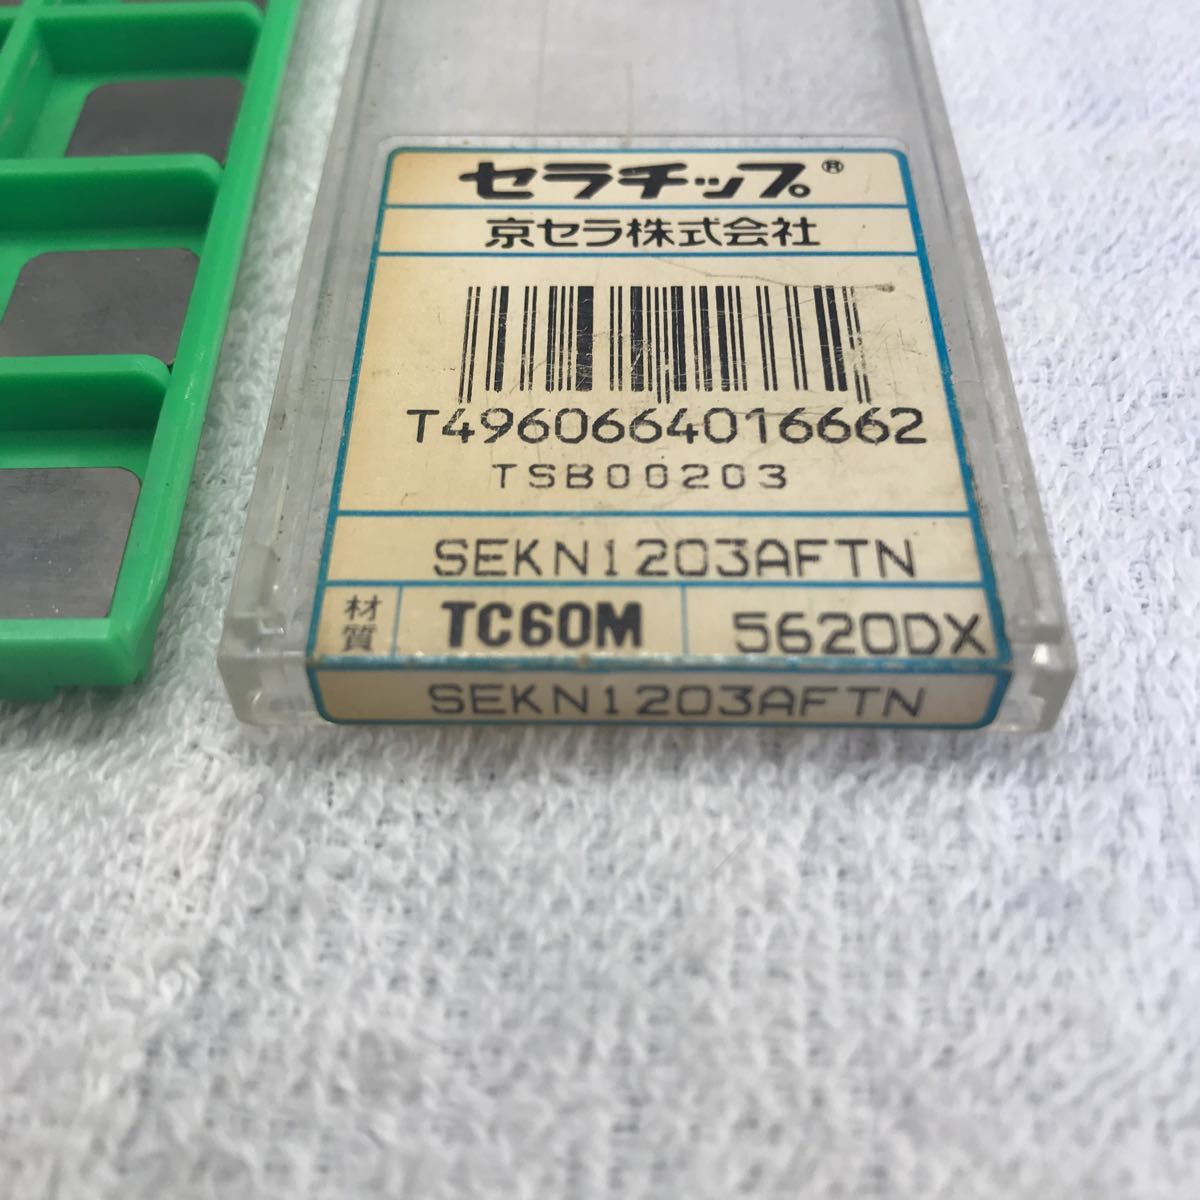 セラチップ®
京セラ株式会社
T4960664016662
TSB00203
SEKN1203AFTN
材質 TC60M 5620DX
SEKN1203AFTN